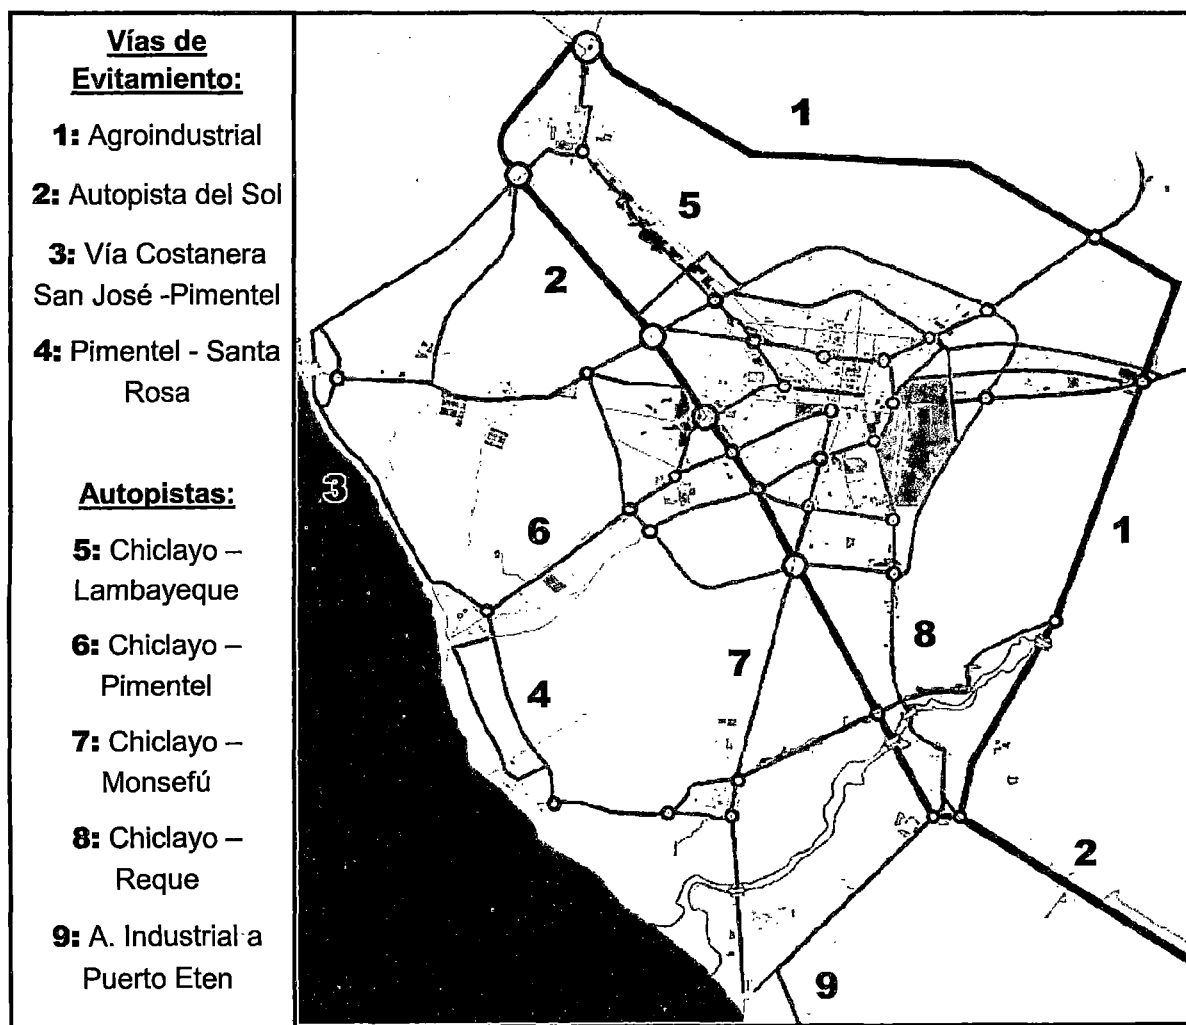 Vías de
Evitamiento:
1: Agroindustrial
2: Autopista del Sol
3: Vía Costanera
San José -Pimentel
4: Pimentel - Santa
Rosa
Autopistas:
5: Chiclayo –
Lambayeque
6: Chiclayo –
Pimentel
7: Chiclayo –
Monsefú
8: Chiclayo –
Reque
9: A. Industrial a
Puerto Eten
1
5
2
3
6
1
8
7
4
2
9